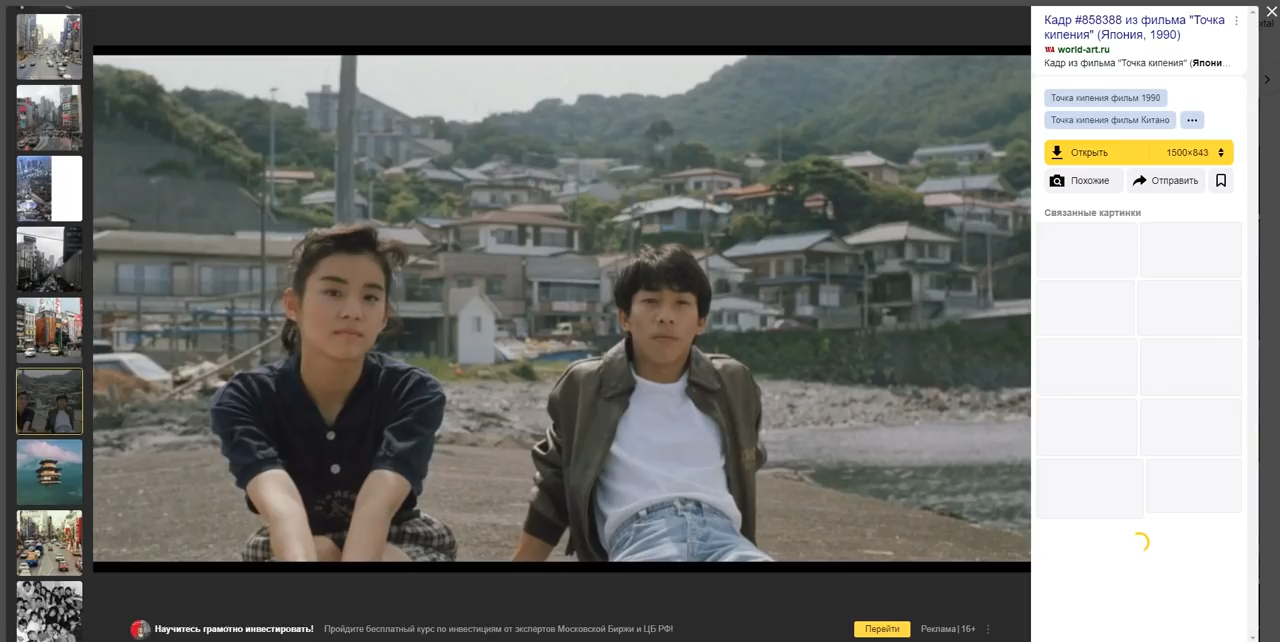 Кадр #858388 из фильма "Точка
кипения" (Япония, 1990)
WA world-art.ru
Кадр из фильма "Точка кипения" (Япони...
Точка кипения фильм 1990
Точка кипения фильм Китано
Открыть 1500×843
Похожие Отправить
Связанные картинки
Научитесь грамотно инвестировать! Пройдите бесплатный курс по инвестициям от экспертов Московской Биржи и ЦБ РФ!
Перейти Реклама | 16+